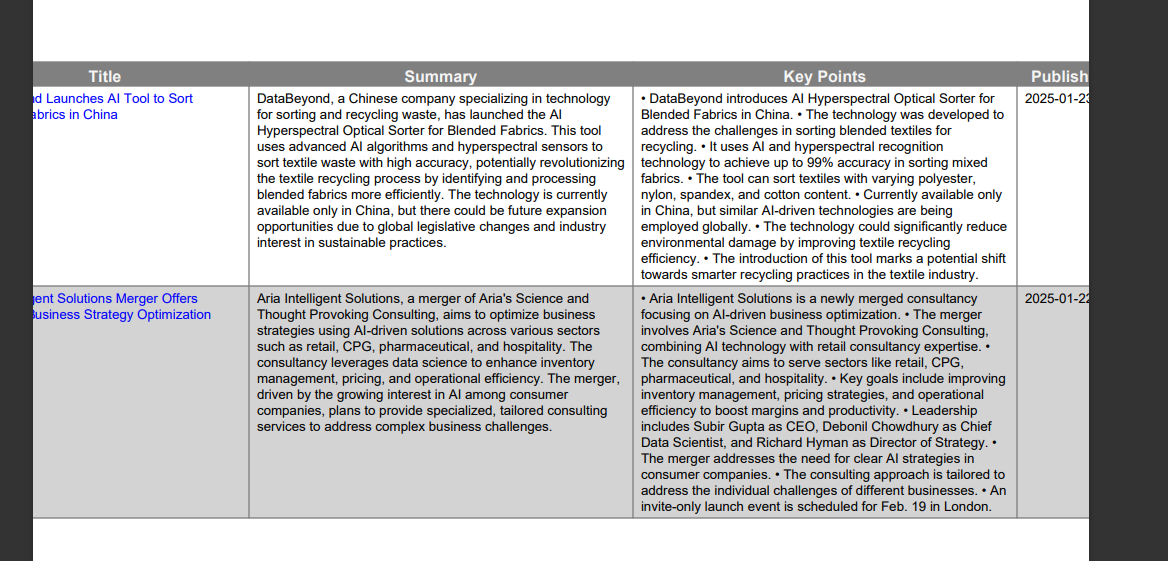 Title
Summary
Key Points
Publish
nd Launches AI Tool to Sort
abrics in China
DataBeyond, a Chinese company specializing in technology
for sorting and recycling waste, has launched the AI
Hyperspectral Optical Sorter for Blended Fabrics. This tool
uses advanced AI algorithms and hyperspectral sensors to
sort textile waste with high accuracy, potentially revolutionizing
the textile recycling process by identifying and processing
blended fabrics more efficiently. The technology is currently
available only in China, but there could be future expansion
opportunities due to global legislative changes and industry
interest in sustainable practices.
• DataBeyond introduces AI Hyperspectral Optical Sorter for
Blended Fabrics in China. • The technology was developed to
address the challenges in sorting blended textiles for
recycling. • It uses AI and hyperspectral recognition
technology to achieve up to 99% accuracy in sorting mixed
fabrics. • The tool can sort textiles with varying polyester,
nylon, spandex, and cotton content. • Currently available only
in China, but similar AI-driven technologies are being
employed globally. • The technology could significantly reduce
environmental damage by improving textile recycling
efficiency. • The introduction of this tool marks a potential shift
towards smarter recycling practices in the textile industry.
2025-01-23
gent Solutions Merger Offers
Business Strategy Optimization
Aria Intelligent Solutions, a merger of Aria's Science and
Thought Provoking Consulting, aims to optimize business
strategies using AI-driven solutions across various sectors
such as retail, CPG, pharmaceutical, and hospitality. The
consultancy leverages data science to enhance inventory
management, pricing, and operational efficiency. The merger,
driven by the growing interest in AI among consumer
companies, plans to provide specialized, tailored consulting
services to address complex business challenges.
• Aria Intelligent Solutions is a newly merged consultancy
focusing on AI-driven business optimization. • The merger
involves Aria's Science and Thought Provoking Consulting,
combining AI technology with retail consultancy expertise. •
The consultancy aims to serve sectors like retail, CPG,
pharmaceutical, and hospitality. • Key goals include improving
inventory management, pricing strategies, and operational
efficiency to boost margins and productivity. • Leadership
includes Subir Gupta as CEO, Debonil Chowdhury as Chief
Data Scientist, and Richard Hyman as Director of Strategy. •
The merger addresses the need for clear AI strategies in
consumer companies. • The consulting approach is tailored to
address the individual challenges of different businesses. • An
invite-only launch event is scheduled for Feb. 19 in London.
2025-01-22